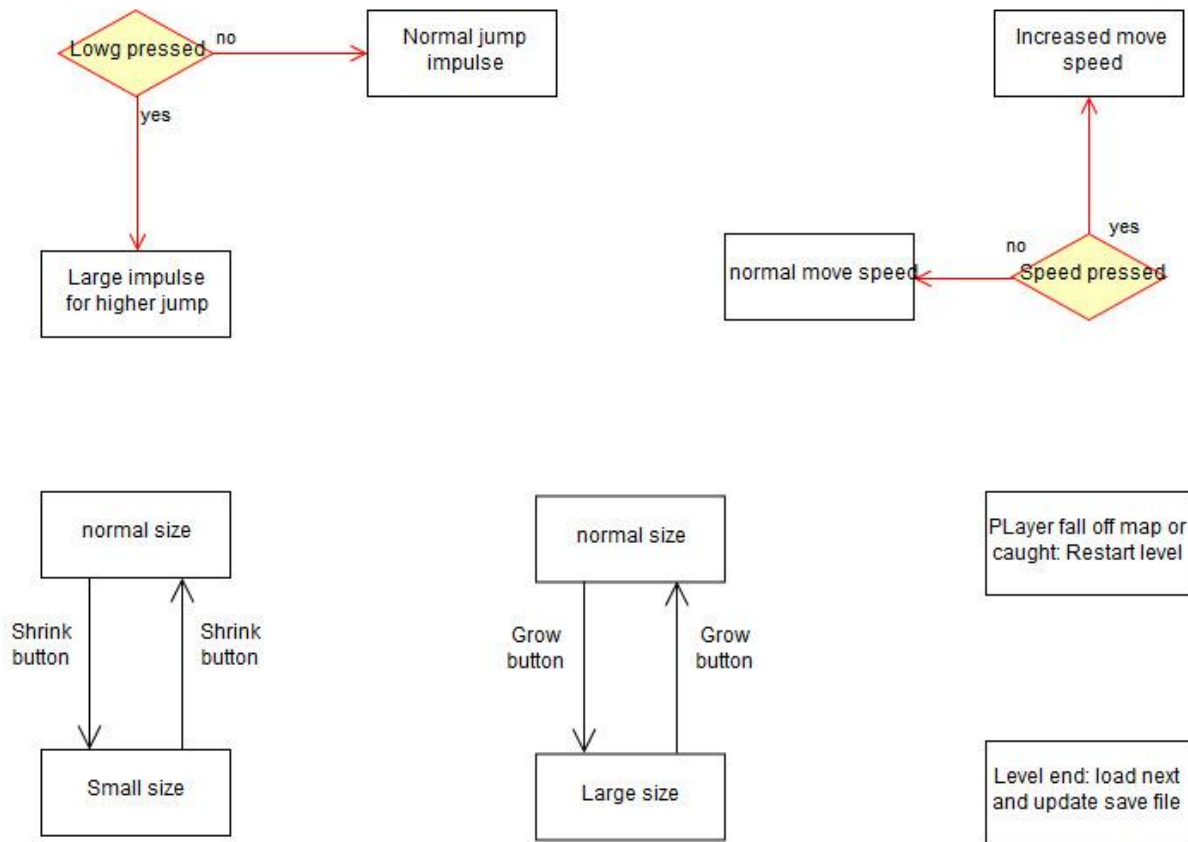 Lowg pressed
no
Normal jump
impulse
yes
Large impulse
for higher jump
Increased move
speed
yes
no
Speed pressed
normal move speed
normal size
Shrink
button
Shrink
button
Small size
normal size
Grow
button
Grow
button
Large size
PLayer fall off map or
caught: Restart level
Level end: load next
and update save file